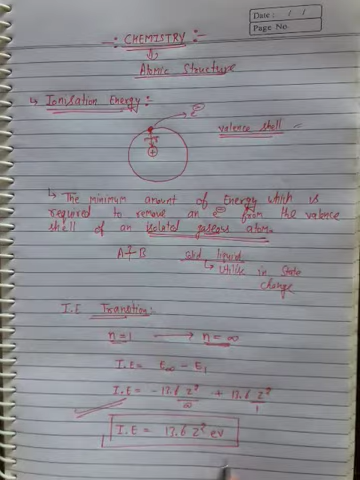 Date : / /
Page No.
-: CHEMISTRY :-
Atomic Structure
Ionisation Energy :-
e⁻
valence shell =
The minimum amount of Energy which is
required to remove an e⁻ from the valence
shell of an isolated gaseous atom.
A + B liquid
Utilise in State
change
I.E Transition :
n=1 → n=∞
I.E = E∞ - E₁
I.E = -13.6 Z²/∞ + 13.6 Z²/1
I.E = 13.6 Z² ev